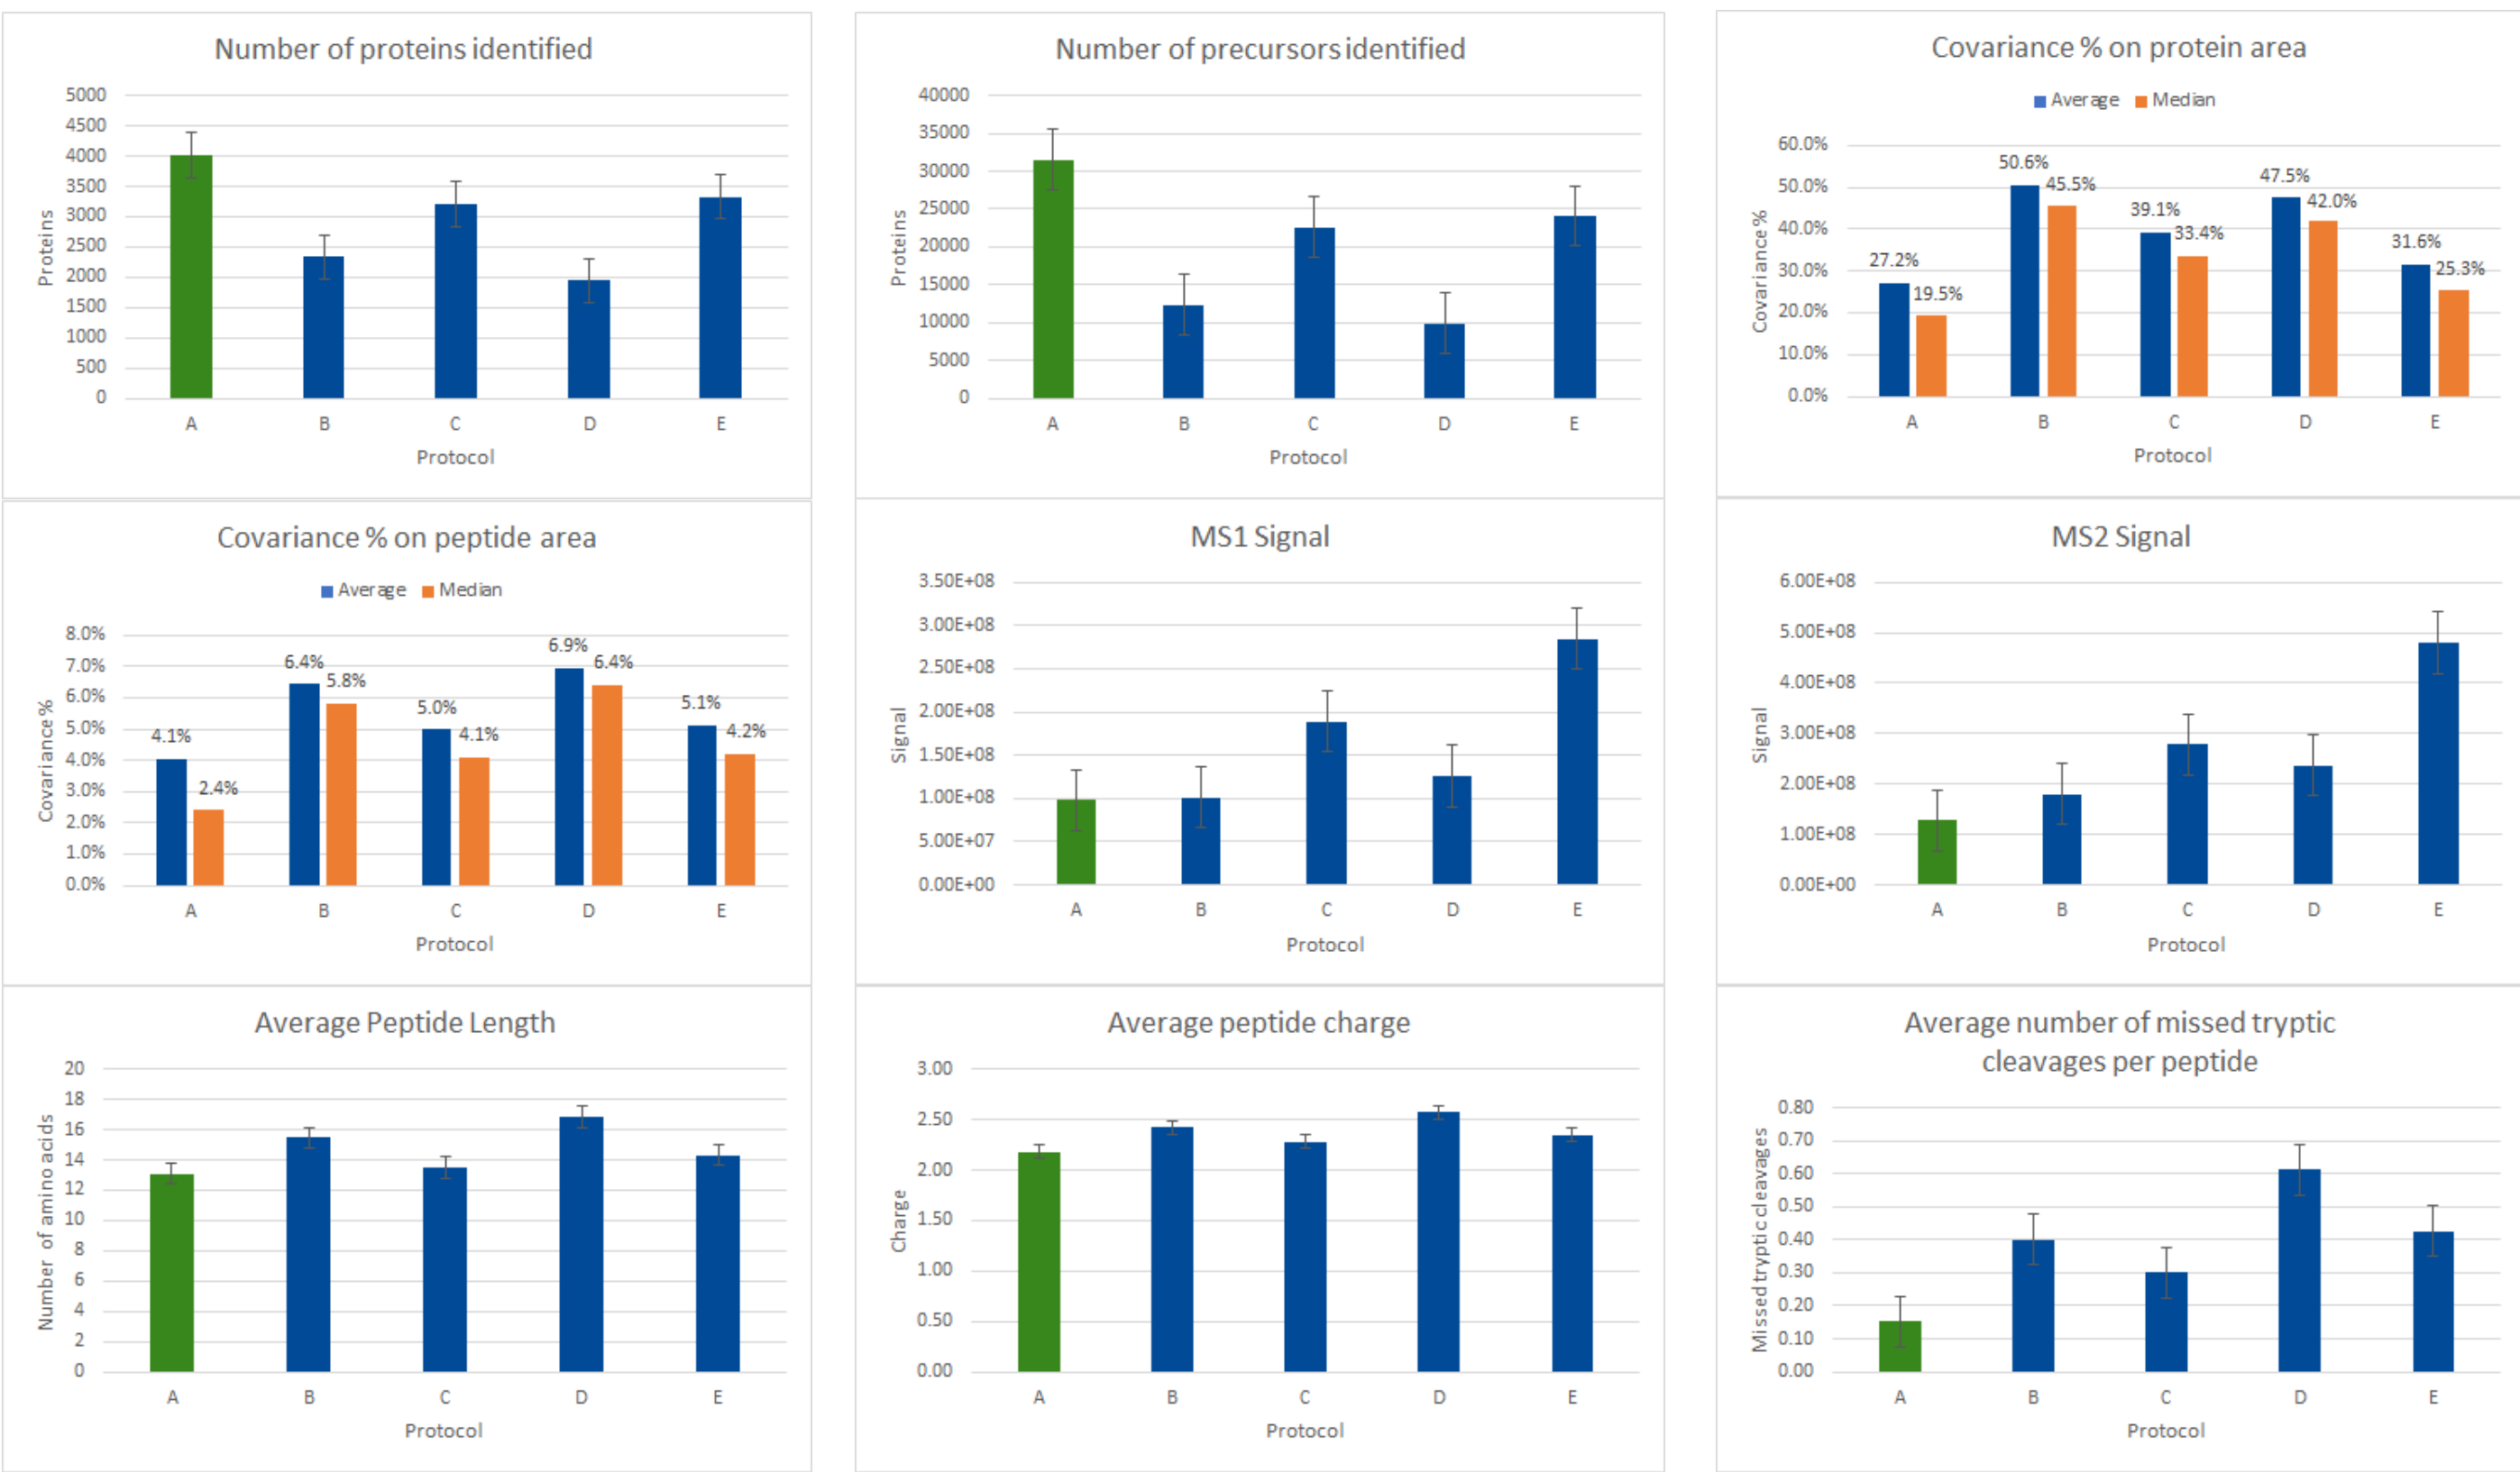 Number of proteins identified
5000
4500
4000
3500
3000
2500
2000
1500
1000
500
0
Proteins
A B C D E
Protocol
Number of precursors identified
40000
35000
30000
25000
20000
15000
10000
5000
0
Proteins
A B C D E
Protocol
Covariance % on protein area
Average Median
60.0%
50.0%
40.0%
30.0%
20.0%
10.0%
0.0%
Covariance %
27.2% 19.5% 50.6% 45.5% 39.1% 33.4% 47.5% 42.0% 31.6% 25.3%
A B C D E
Protocol
Covariance % on peptide area
Average Median
8.0%
7.0%
6.0%
5.0%
4.0%
3.0%
2.0%
1.0%
0.0%
Covariance %
4.1% 2.4% 6.4% 5.8% 5.0% 4.1% 6.9% 6.4% 5.1% 4.2%
A B C D E
Protocol
MS1 Signal
3.50E+08
3.00E+08
2.50E+08
2.00E+08
1.50E+08
1.00E+08
5.00E+07
0.00E+00
Signal
A B C D E
Protocol
MS2 Signal
6.00E+08
5.00E+08
4.00E+08
3.00E+08
2.00E+08
1.00E+08
0.00E+00
Signal
A B C D E
Protocol
Average Peptide Length
20
18
16
14
12
10
8
6
4
2
0
Number of amino acids
A B C D E
Protocol
Average peptide charge
3.00
2.50
2.00
1.50
1.00
0.50
0.00
Charge
A B C D E
Protocol
Average number of missed tryptic
cleavages per peptide
0.80
0.70
0.60
0.50
0.40
0.30
0.20
0.10
0.00
Missed tryptic cleavages
A B C D E
Protocol